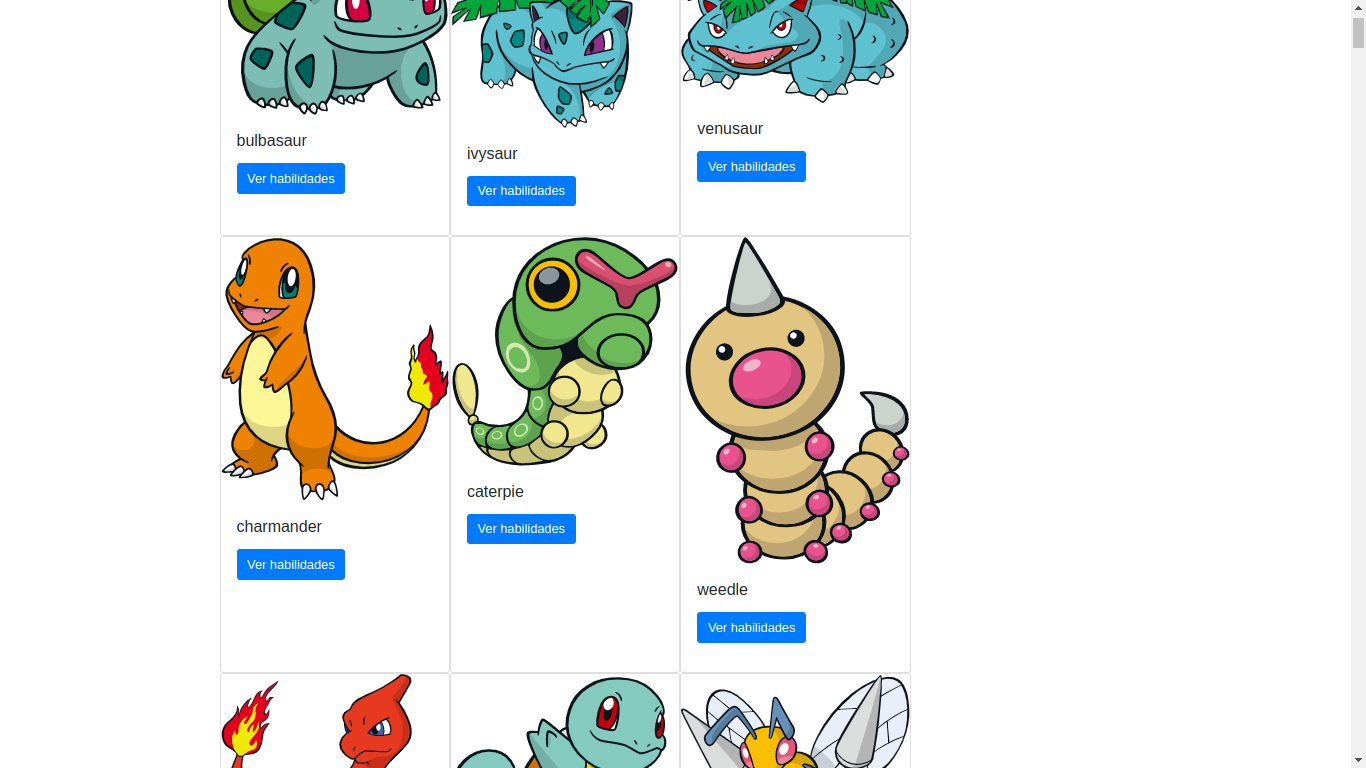 bulbasaur
Ver habilidades
ivysaur
Ver habilidades
venusaur
Ver habilidades
charmander
Ver habilidades
caterpie
Ver habilidades
weedle
Ver habilidades